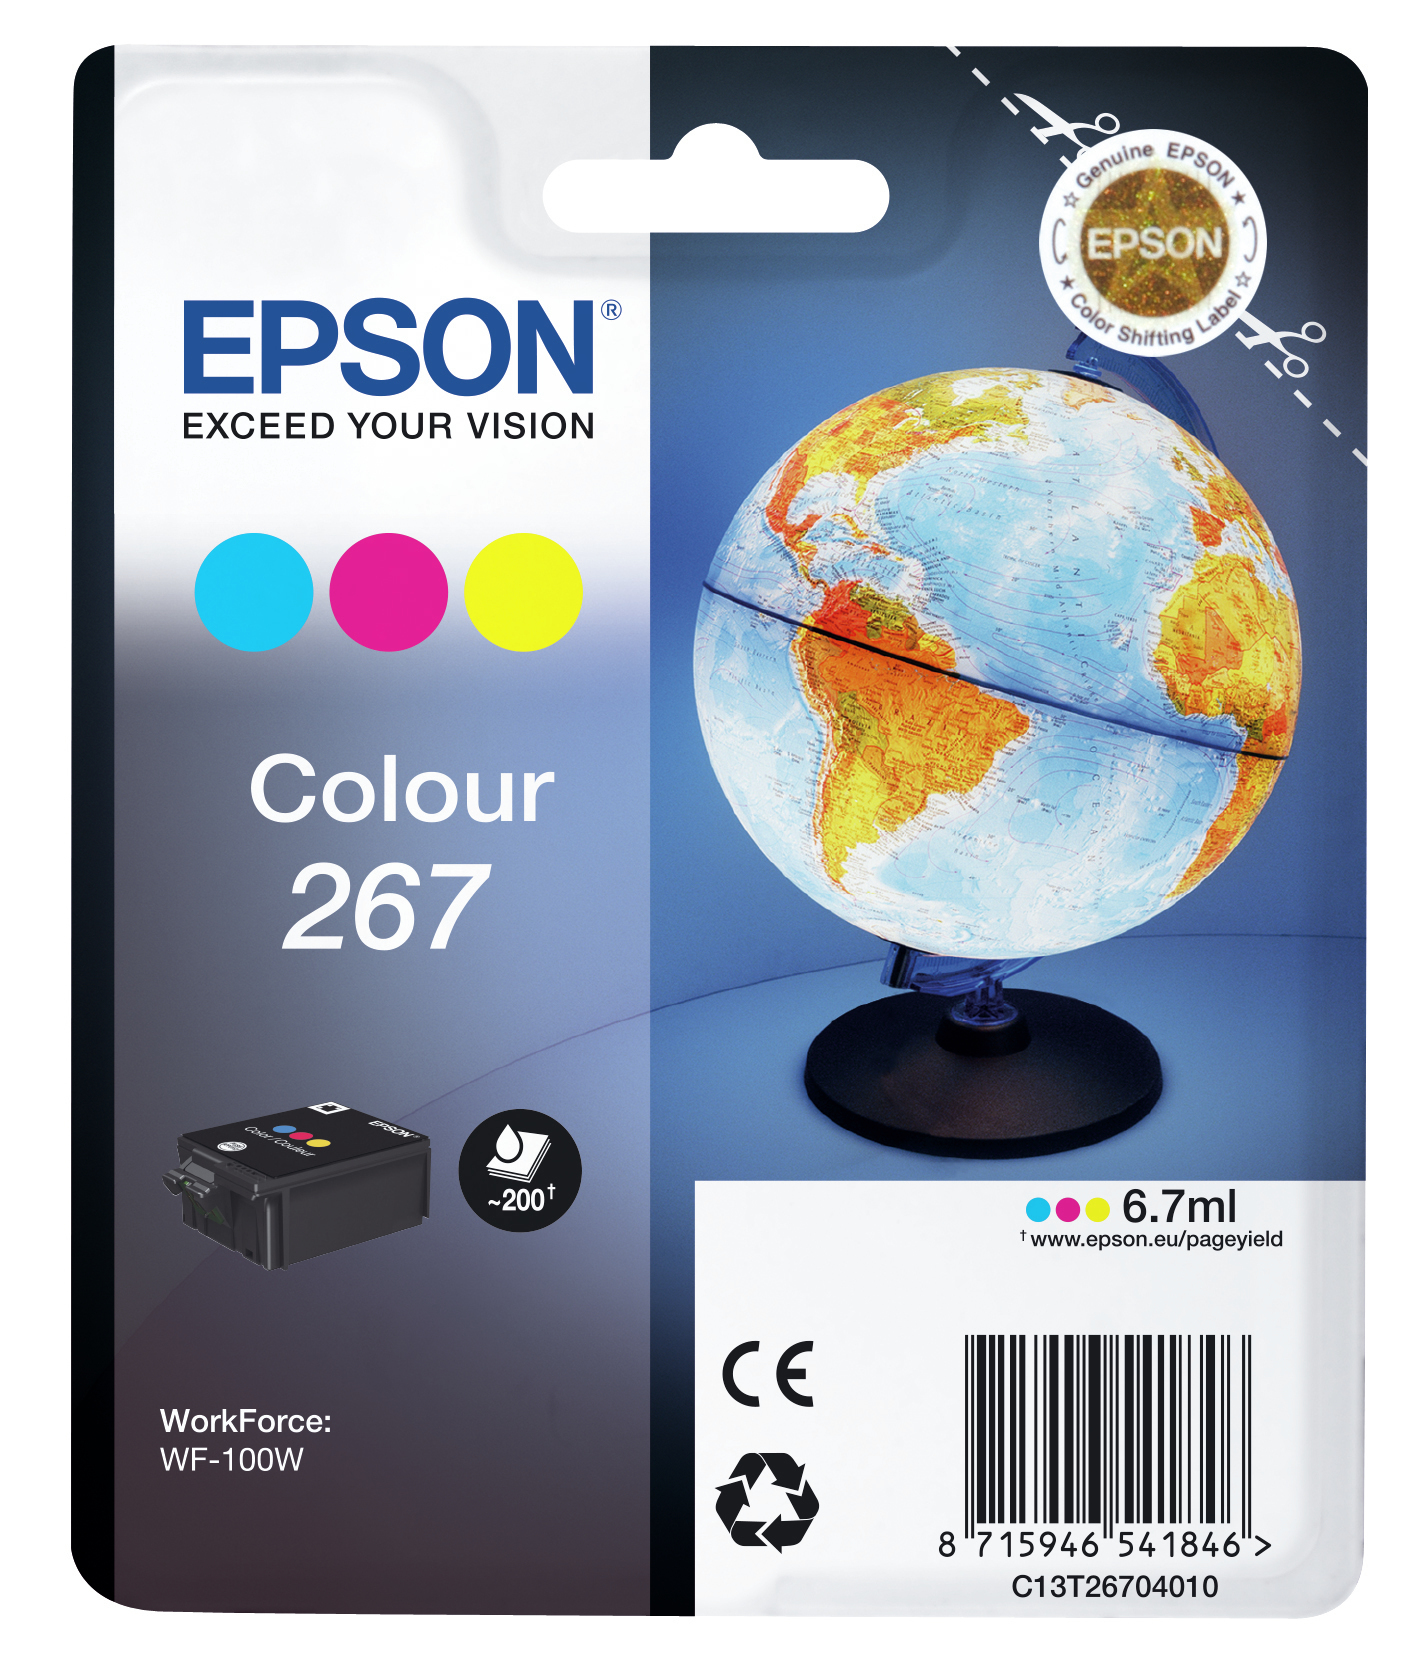 Genuine EPSON
EPSON
Color Shifting Label
EPSON®
EXCEED YOUR VISION
Colour
267
EPSON
Color / Couleur
~200†
6.7ml
† www.epson.eu/pageyield
CE
WorkForce:
WF-100W
8 715946 541846 >
C13T26704010